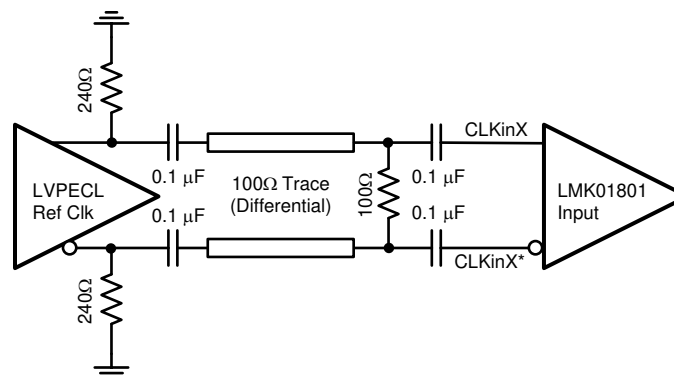 240Ω
CLKinX
0.1 μF
0.1 μF
LVPECL
Ref Clk
100Ω Trace
(Differential)
100Ω
LMK01801
Input
0.1 μF
0.1 μF
CLKinX*
240Ω